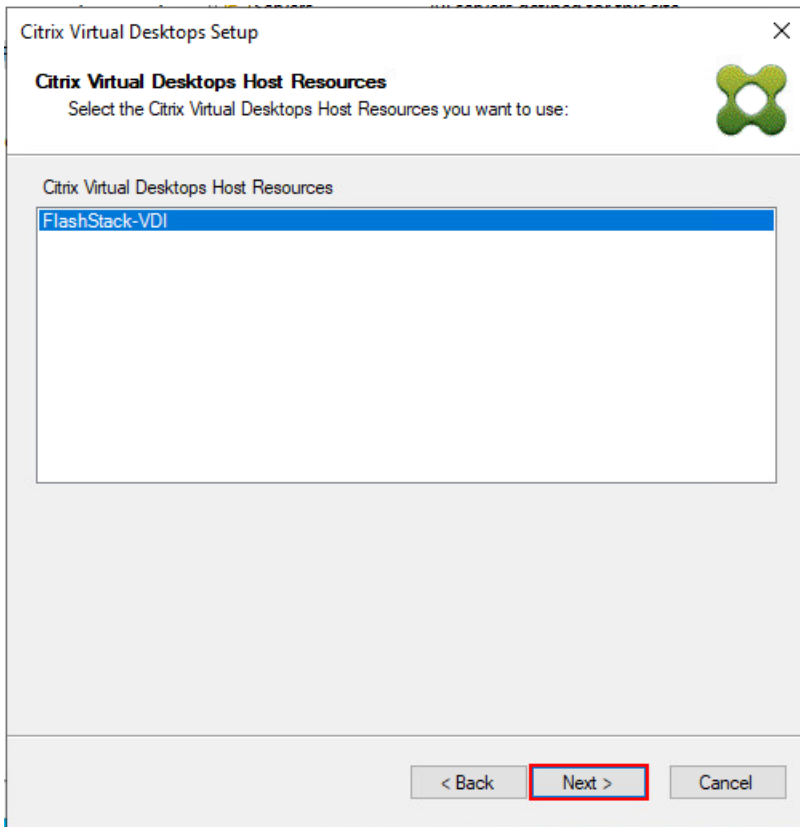 Citrix Virtual Desktops Setup
Citrix Virtual Desktops Host Resources
Select the Citrix Virtual Desktops Host Resources you want to use:
Citrix Virtual Desktops Host Resources
FlashStack-VDI
< Back Next > Cancel